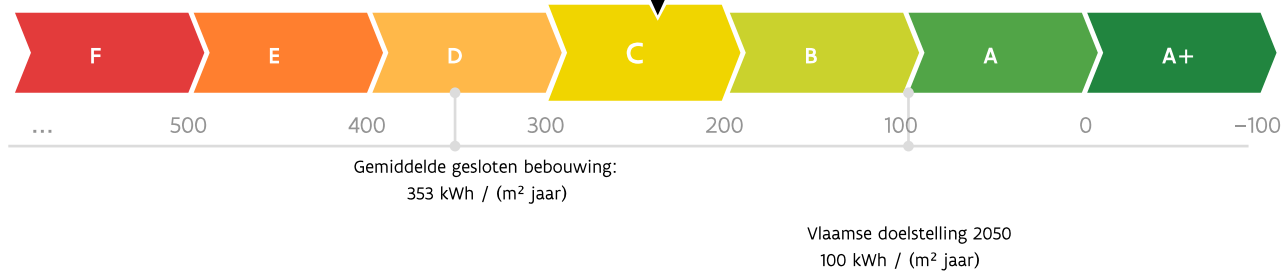 F E D C B A A+
... 500 400 300 200 100 0 –100
Gemiddelde gesloten bebouwing:
353 kWh / (m² jaar)
Vlaamse doelstelling 2050
100 kWh / (m² jaar)